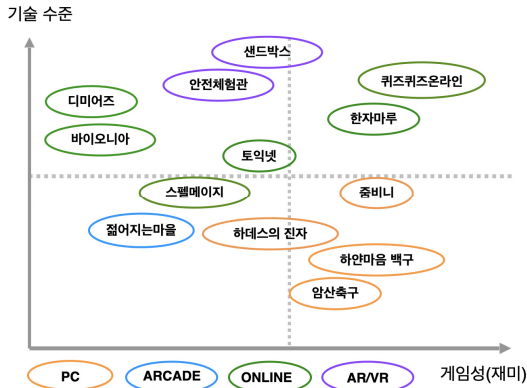 기술 수준
샌드박스
안전체험관
퀴즈퀴즈온라인
디미어즈
한자마루
바이오니아
토익넷
스펠메이지
줌비니
젊어지는마을
하데스의 진자
하얀마음 백구
암산축구
게임성(재미)
PC
ARCADE
ONLINE
AR/VR